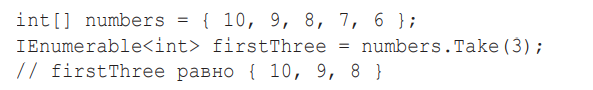 int[] numbers = { 10, 9, 8, 7, 6 };
IEnumerable<int> firstThree = numbers.Take(3);
// firstThree равно { 10, 9, 8 }